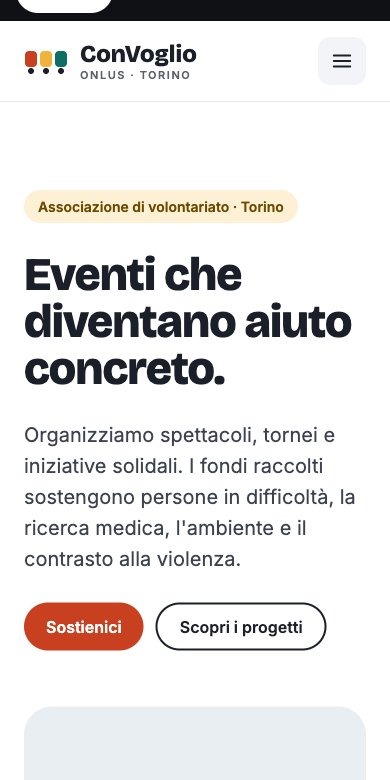 ConVoglio
ONLUS · TORINO
Associazione di volontariato · Torino
Eventi che
diventano aiuto
concreto.
Organizziamo spettacoli, tornei e
iniziative solidali. I fondi raccolti
sostengono persone in difficoltà, la
ricerca medica, l'ambiente e il
contrasto alla violenza.
Sostienici
Scopri i progetti